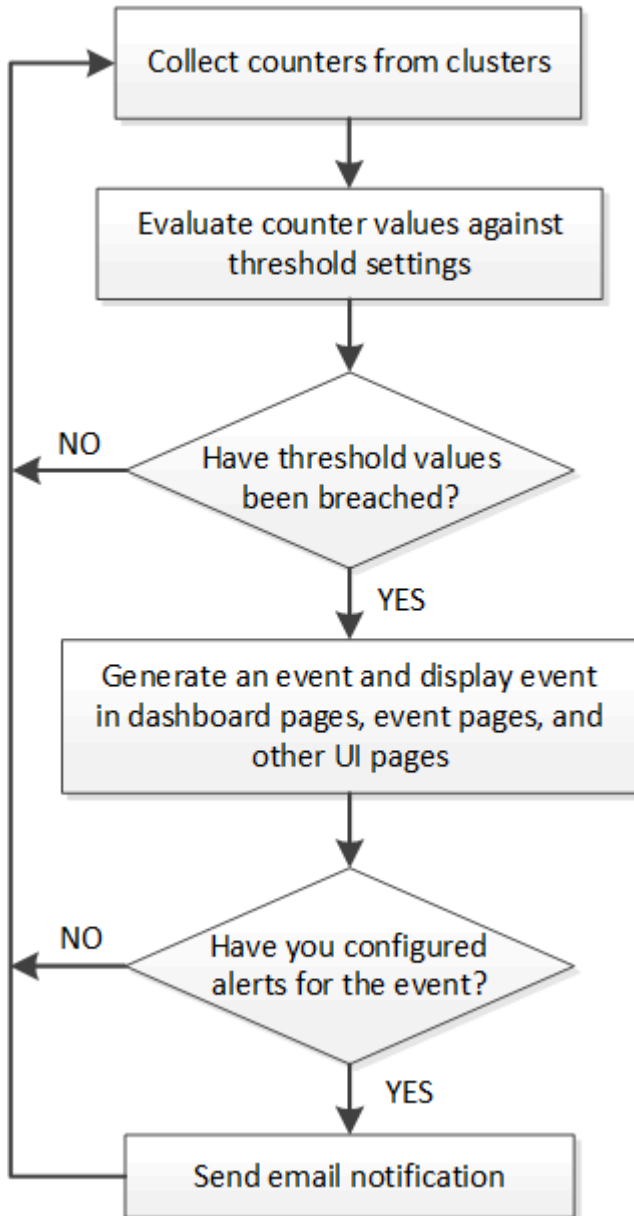 Collect counters from clusters
Evaluate counter values against
threshold settings
NO
Have threshold values
been breached?
YES
Generate an event and display event
in dashboard pages, event pages, and
other UI pages
NO
Have you configured
alerts for the event?
YES
Send email notification